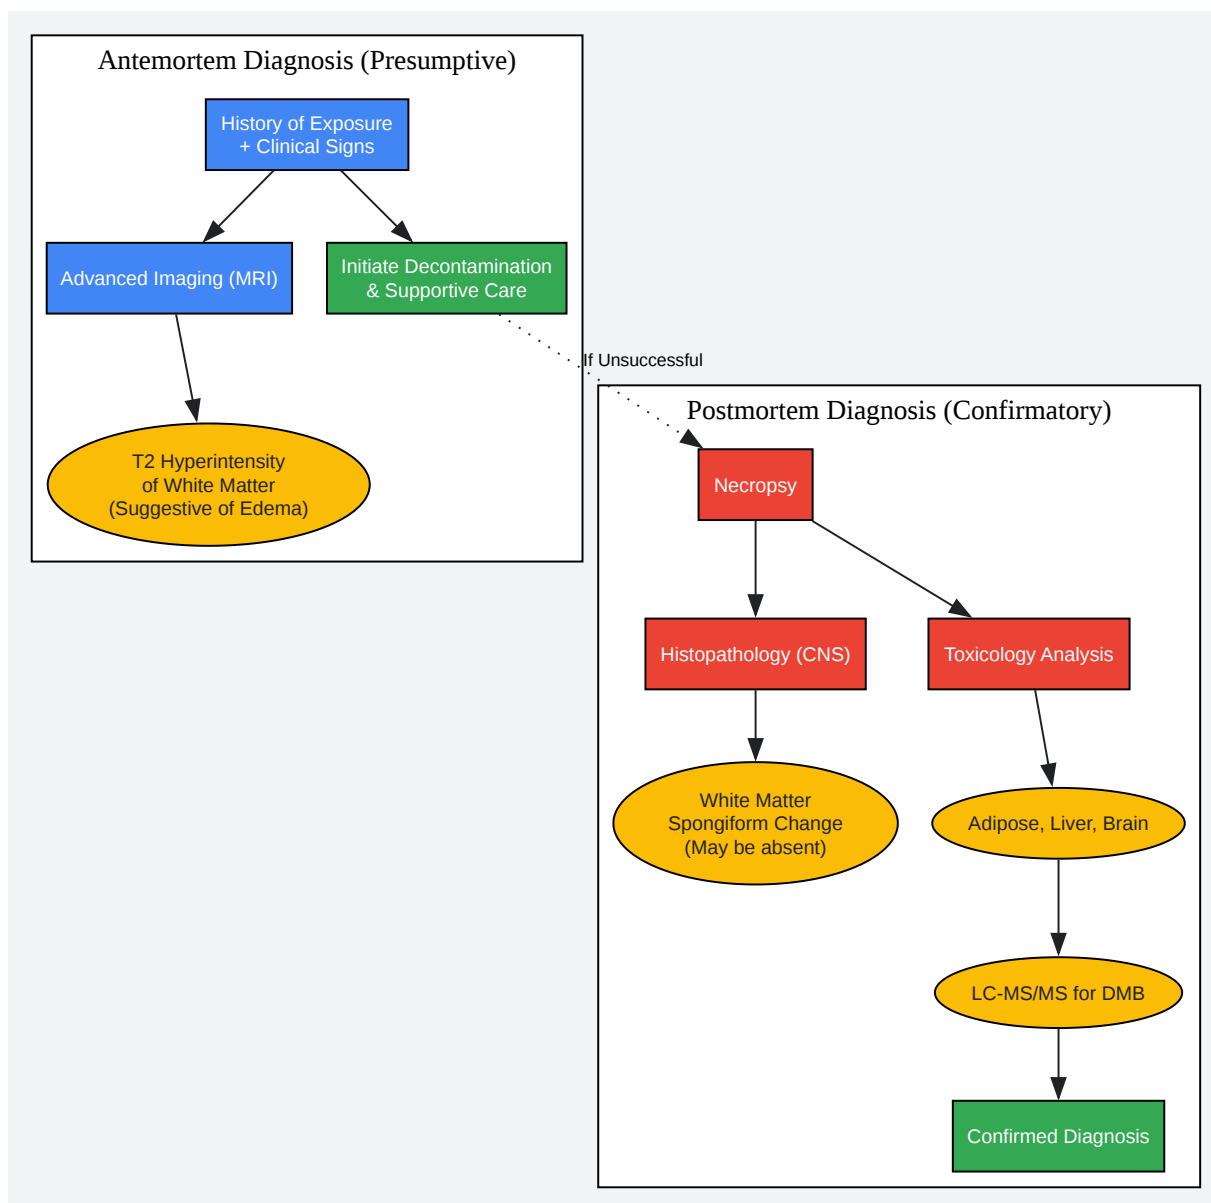 Antemortem Diagnosis (Presumptive)
History of Exposure
+ Clinical Signs
Advanced Imaging (MRI)
Initiate Decontamination
& Supportive Care
If Unsuccessful
T2 Hyperintensity
of White Matter
(Suggestive of Edema)
Postmortem Diagnosis (Confirmatory)
Necropsy
Histopathology (CNS)
Toxicology Analysis
White Matter
Spongiform Change
(May be absent)
Adipose, Liver, Brain
LC-MS/MS for DMB
Confirmed Diagnosis